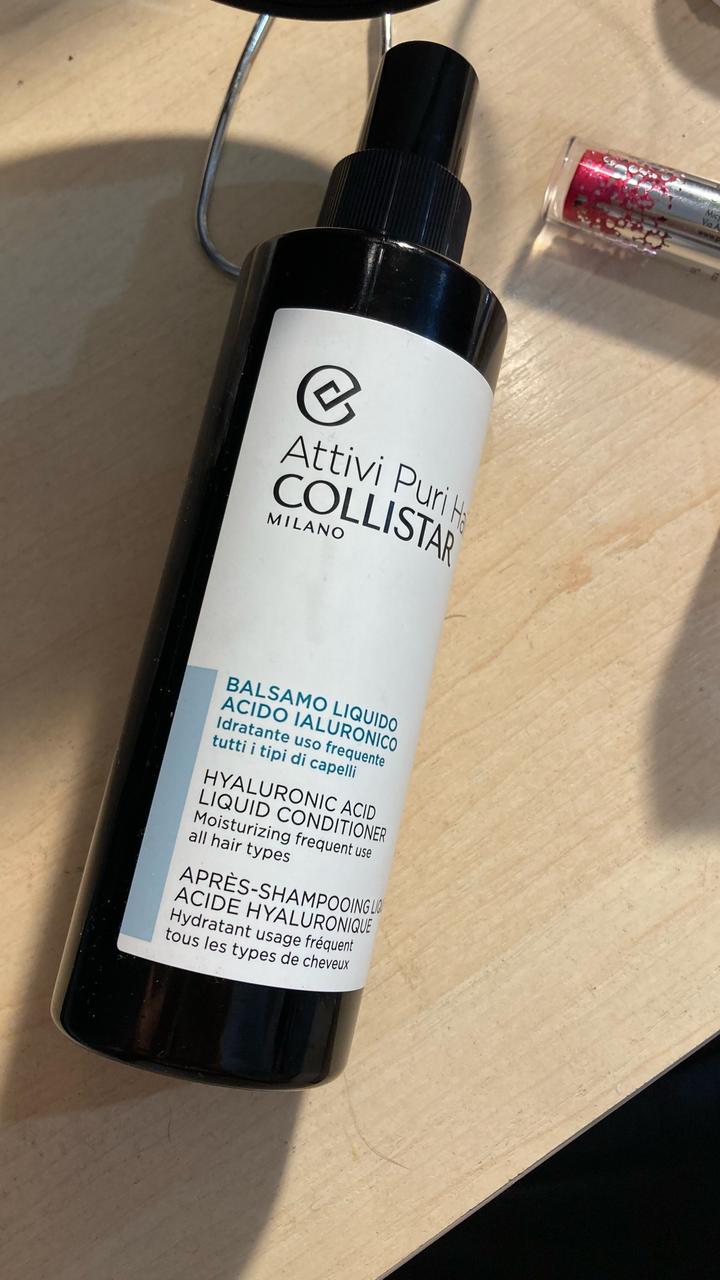 Attivi Puri Ha
COLLISTAR
MILANO
BALSAMO LIQUIDO
ACIDO IALURONICO
Idratante uso frequente
tutti i tipi di capelli
HYALURONIC ACID
LIQUID CONDITIONER
Moisturizing frequent use
all hair types
APRÈS-SHAMPOOING
ACIDE HYALURONIQUE
Hydratant usage fréquent
tous les types de cheveux